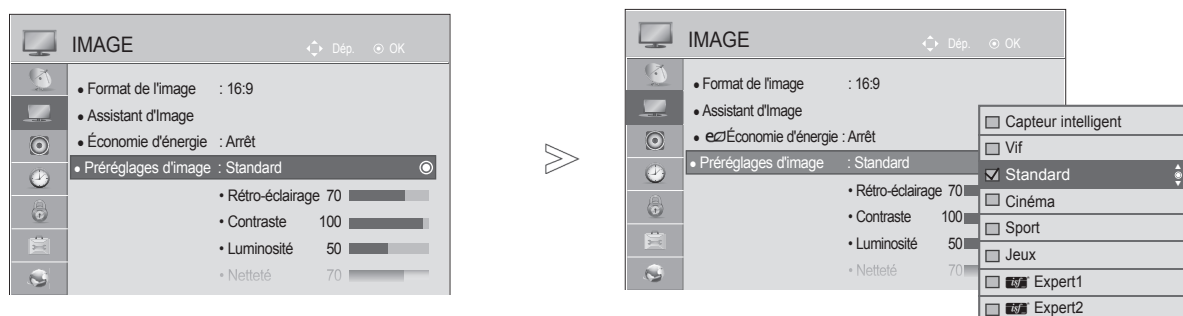 IMAGE
Dép. OK
• Format de l'image : 16:9
• Assistant d'Image
• Économie d'énergie : Arrêt
• Préréglages d'image : Standard
• Rétro-éclairage 70
• Contraste 100
• Luminosité 50
• Netteté 70
IMAGE
Dép. OK
• Format de l'image : 16:9
• Assistant d'Image
• Économie d'énergie : Arrêt
• Préréglages d'image : Standard
• Rétro-éclairage 70
• Contraste 100
• Luminosité 50
• Netteté 70
Capteur intelligent
Vif
Standard
Cinéma
Sport
Jeux
isf Expert1
isf Expert2